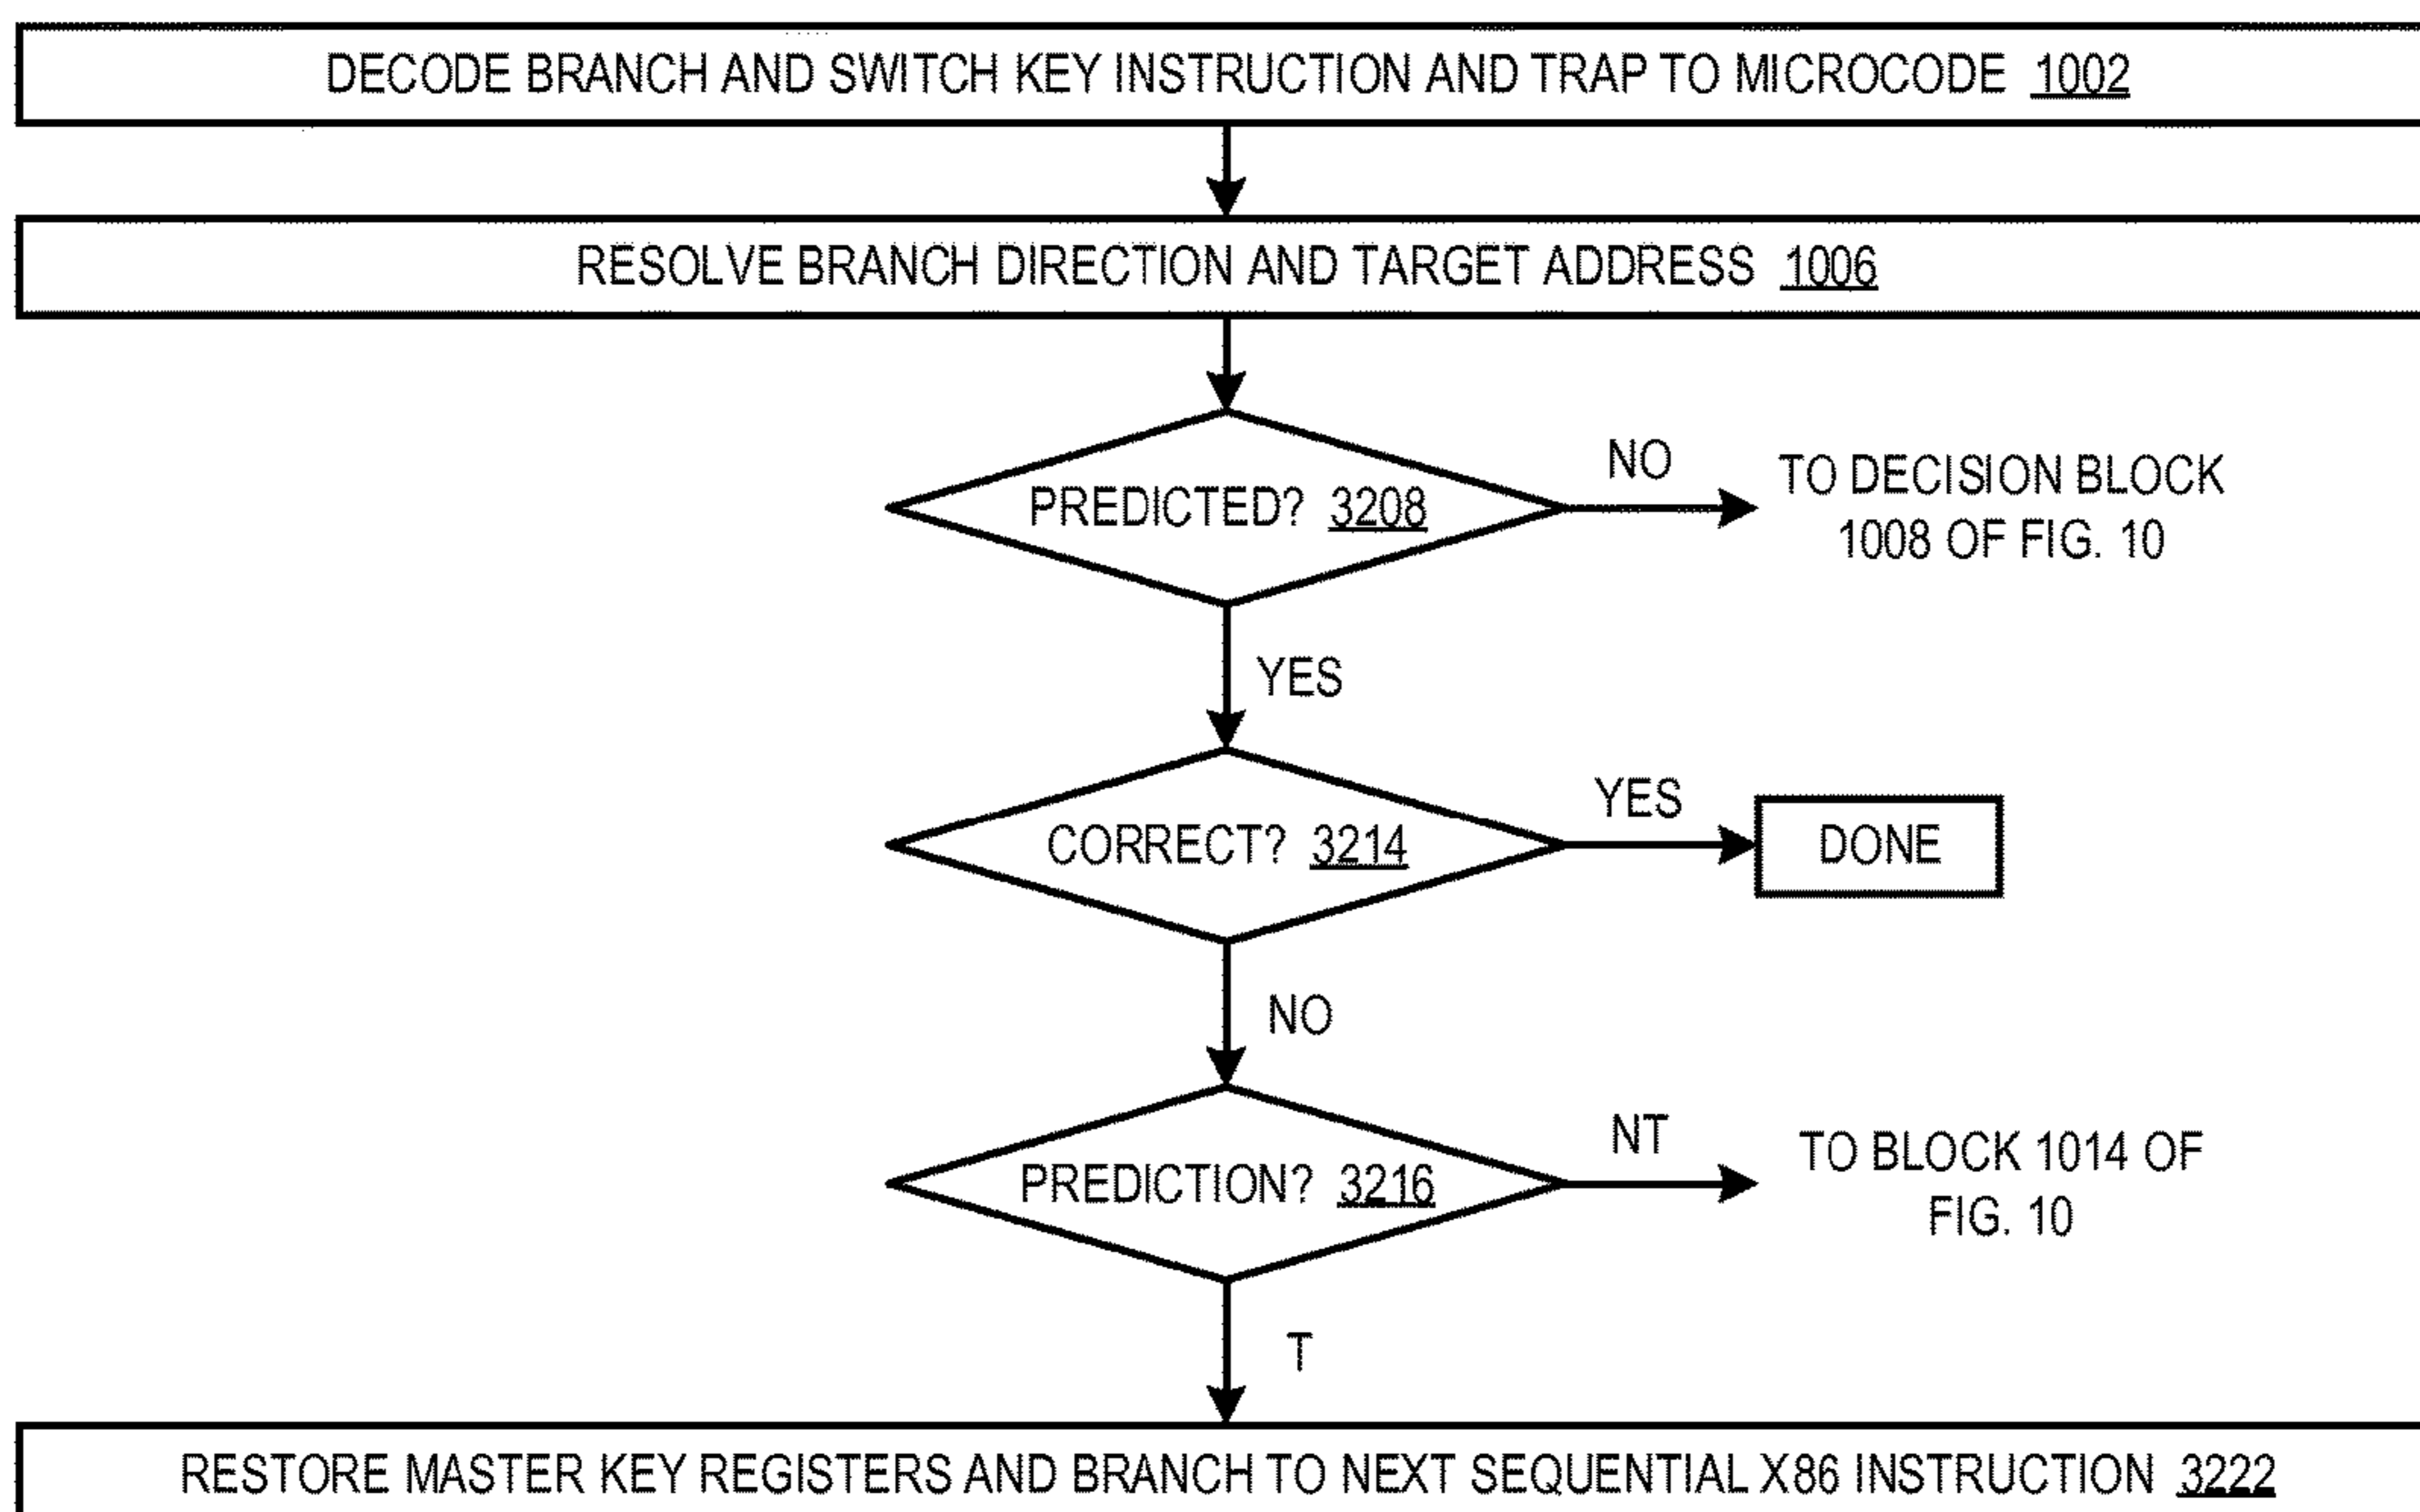 DECODE BRANCH AND SWITCH KEY INSTRUCTION AND TRAP TO MICROCODE 1002
RESOLVE BRANCH DIRECTION AND TARGET ADDRESS 1006
PREDICTED? 3208
NO
TO DECISION BLOCK
1008 OF FIG. 10
YES
CORRECT? 3214
YES
DONE
NO
PREDICTION? 3216
NT
TO BLOCK 1014 OF
FIG. 10
T
RESTORE MASTER KEY REGISTERS AND BRANCH TO NEXT SEQUENTIAL X86 INSTRUCTION 3222